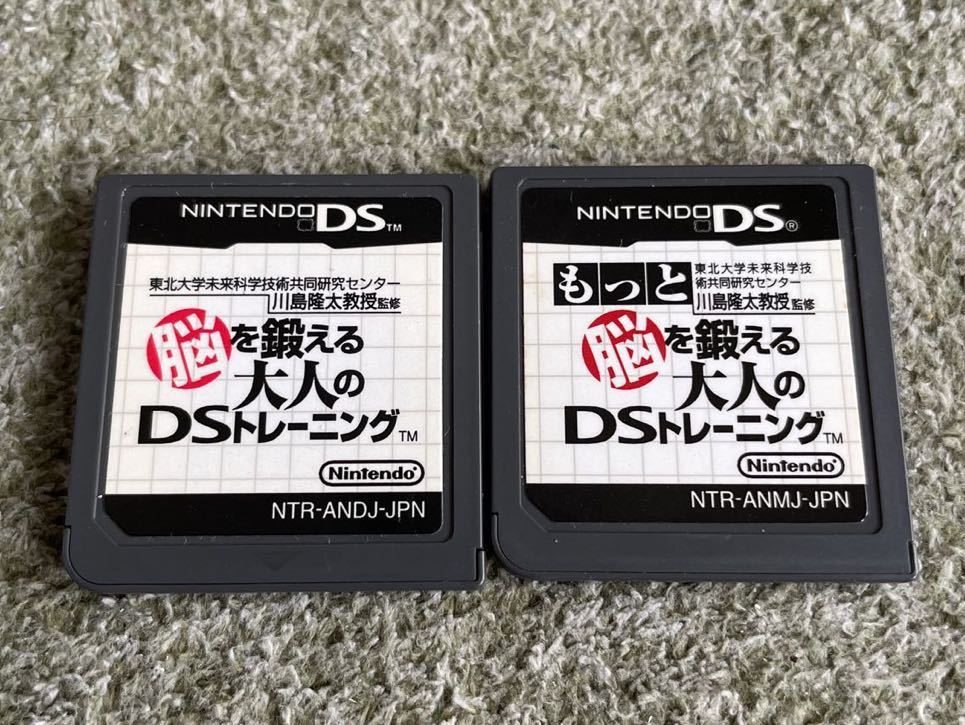 NINTENDO DS™
東北大学未来科学技術共同研究センター
川島隆太教授監修
脳を鍛える
大人の
DSトレーニング™
Nintendo
NTR-ANDJ-JPN
NINTENDO DS®
もっと
東北大学未来科学技
術共同研究センター
川島隆太教授監修
脳を鍛える
大人の
DSトレーニング™
Nintendo
NTR-ANMJ-JPN